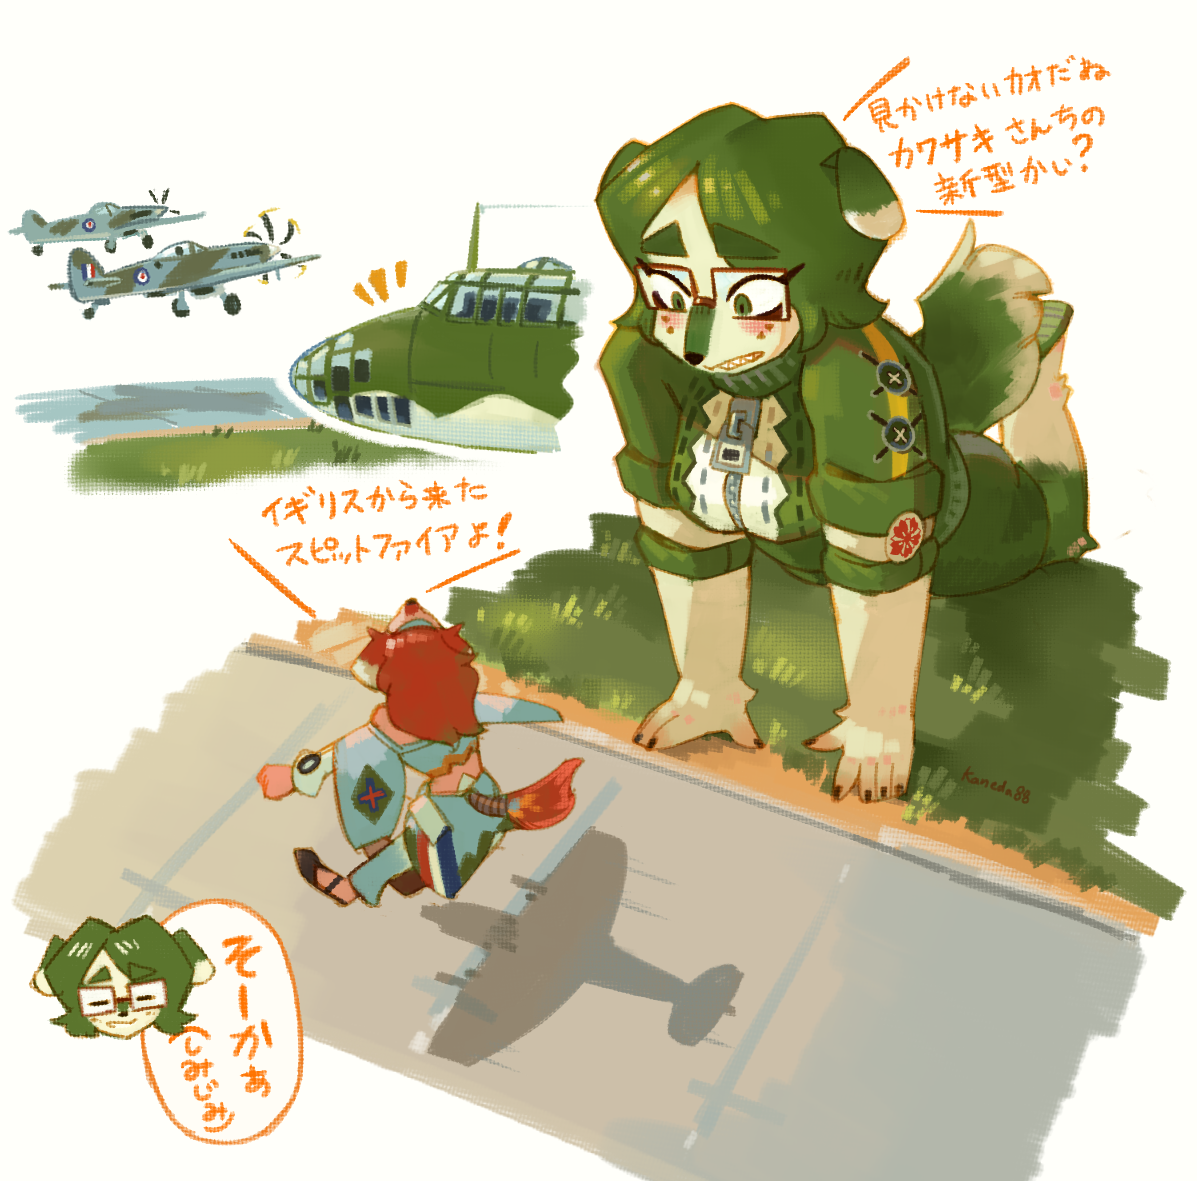 見かけないカオだね
カワサキさんちの
新型かい?
イギリスから来た
スピットファイアよ!
Kaneda88
そーかぁ
(しみじみ)